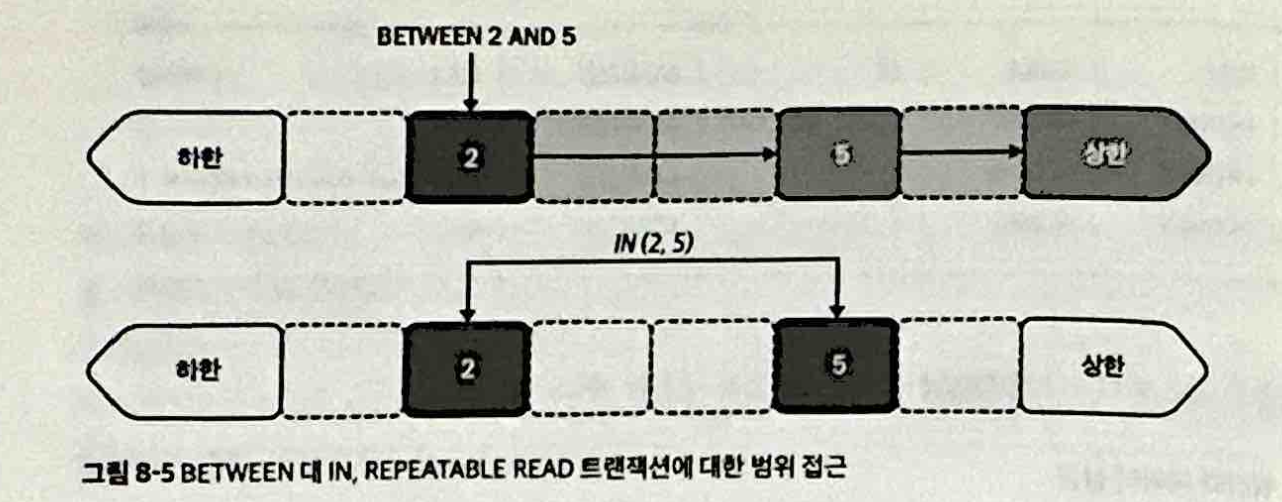 BETWEEN 2 AND 5
하한 2 5 상한
IN (2, 5)
하한 2 5 상한
그림 8-5 BETWEEN 대 IN, REPEATABLE READ 트랜잭션에 대한 범위 접근